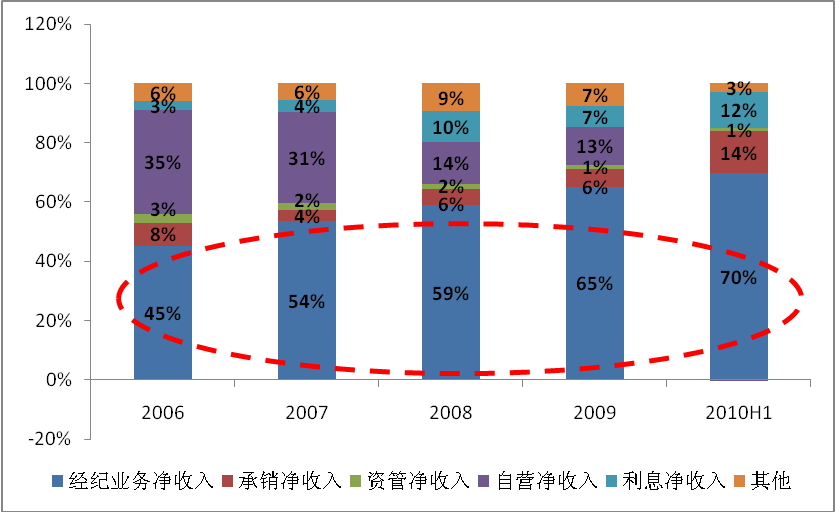 120%
100%
80%
60%
40%
20%
0%
-20%
6% 6% 9% 7% 3%
3% 4% 10% 7% 12%
35% 31% 14% 13% 1%
3% 2% 2% 1% 14%
8% 4% 6% 6%
45% 54% 59% 65% 70%
2006 2007 2008 2009 2010H1
经纪业务净收入 承销净收入 资管净收入 自营净收入 利息净收入 其他